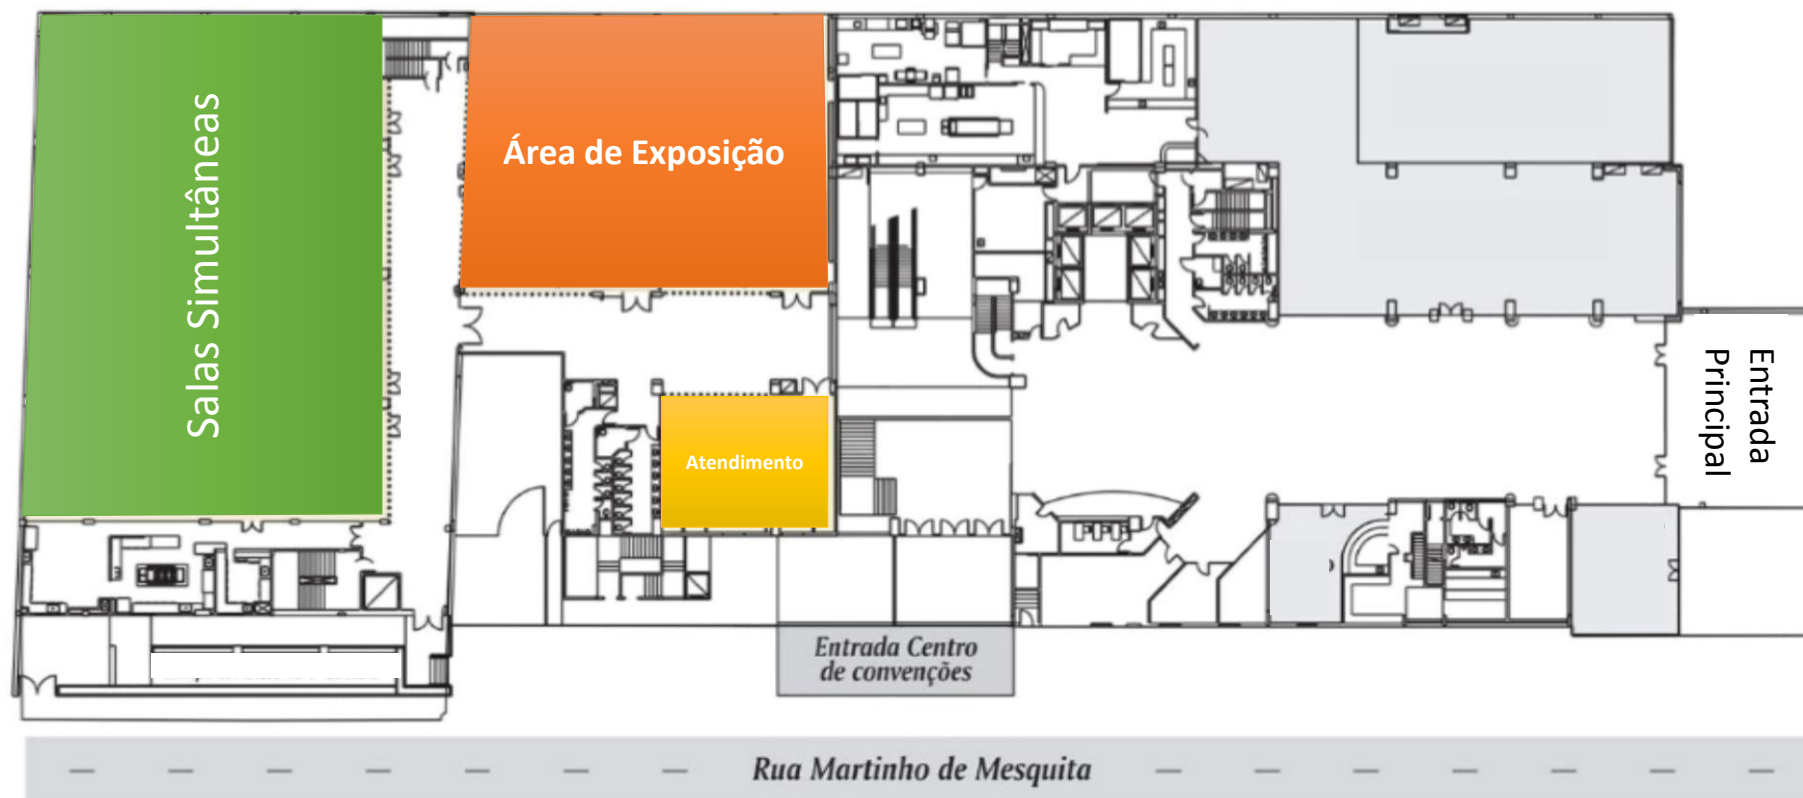 Salas Simultâneas
Área de Exposição
Atendimento
Entrada
Principal
Entrada Centro
de convenções
Rua Martinho de Mesquita